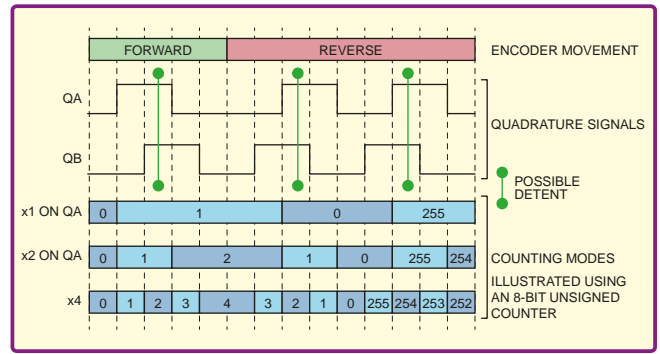 FORWARD REVERSE ENCODER MOVEMENT
QA
QUADRATURE SIGNALS
QB
POSSIBLE
DETENT
x1 ON QA 0 1 0 255
x2 ON QA 0 1 2 1 0 255 254 COUNTING MODES
ILLUSTRATED USING
AN 8-BIT UNSIGNED
COUNTER
x4 0 1 2 3 4 3 2 1 0 255 254 253 252